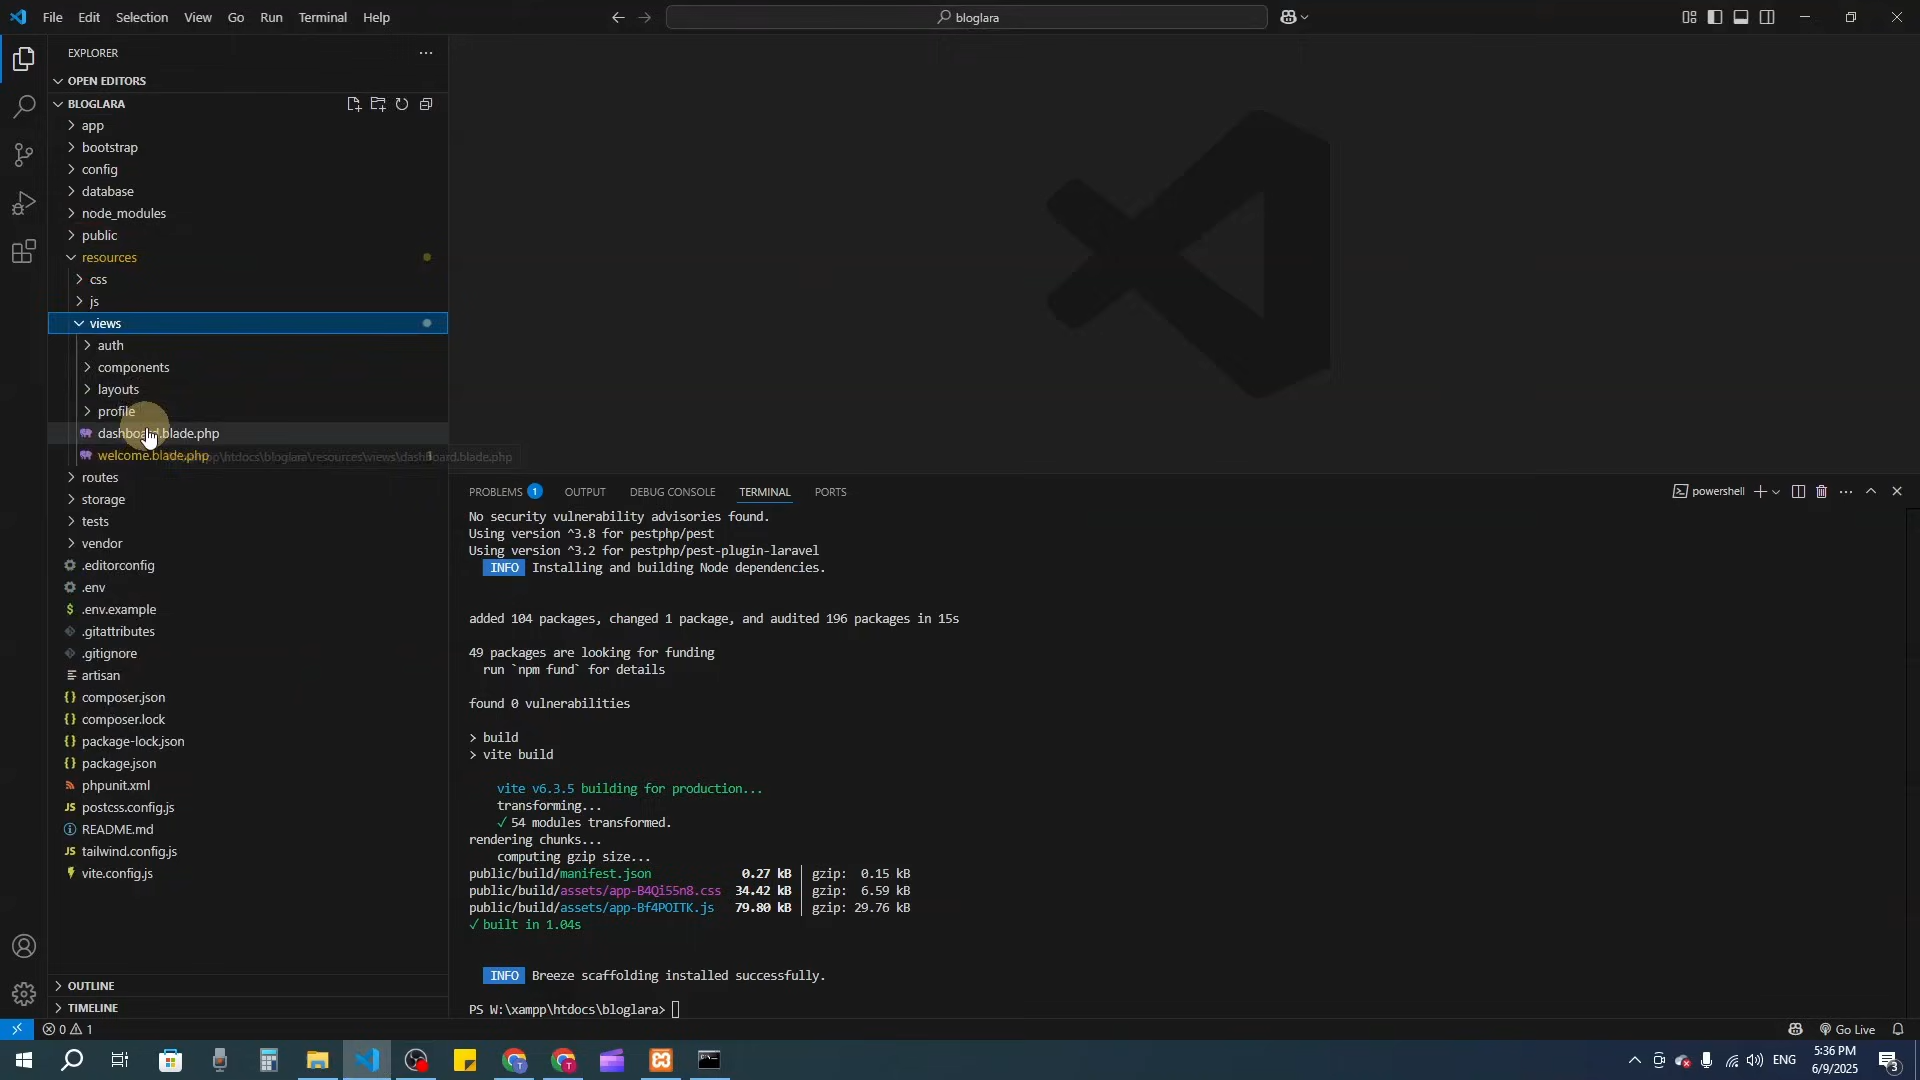 File Edit Selection View Go Run Terminal Help
bloglara
EXPLORER
OPEN EDITORS
BLOGLARA
app
bootstrap
config
database
node_modules
public
resources
css
js
views
auth
components
layouts
profile
dashboard.blade.php
welcome.blade.php 1
htdocs\bloglara\resources\views\dashboard.blade.php
routes
storage
tests
vendor
.editorconfig
.env
$ .env.example
.gitattributes
.gitignore
artisan
{} composer.json
{} composer.lock
{} package-lock.json
{} package.json
phpunit.xml
JS postcss.config.js
README.md
JS tailwind.config.js
vite.config.js
OUTLINE
TIMELINE
PROBLEMS 1 OUTPUT DEBUG CONSOLE TERMINAL PORTS
powershell
No security vulnerability advisories found.
Using version ^3.8 for pestphp/pest
Using version ^3.2 for pestphp/pest-plugin-laravel
INFO Installing and building Node dependencies.
added 104 packages, changed 1 package, and audited 196 packages in 15s
49 packages are looking for funding
run `npm fund` for details
found 0 vulnerabilities
> build
> vite build
vite v6.3.5 building for production...
transforming...
✓ 54 modules transformed.
rendering chunks...
computing gzip size...
public/build/manifest.json 0.27 kB │ gzip: 0.15 kB
public/build/assets/app-B4Qi55n8.css 34.42 kB │ gzip: 6.59 kB
public/build/assets/app-Bf4POITK.js 79.80 kB │ gzip: 29.76 kB
✓ built in 1.04s
INFO Breeze scaffolding installed successfully.
PS W:\xampp\htdocs\bloglara>
0 1
Go Live
ENG
5:36 PM
6/9/2025
3